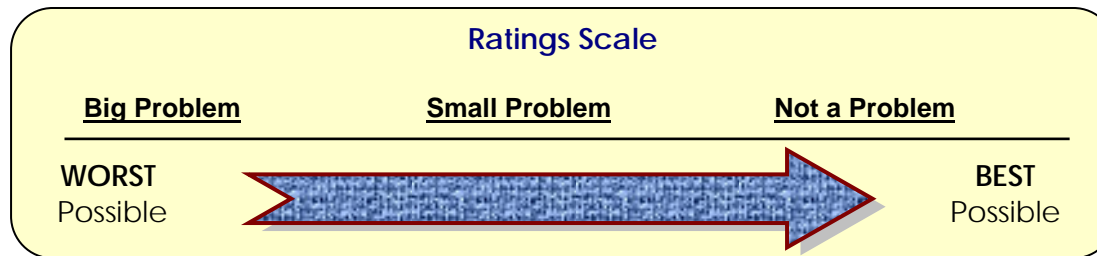 Ratings Scale
Big Problem Small Problem Not a Problem
WORST BEST
Possible Possible